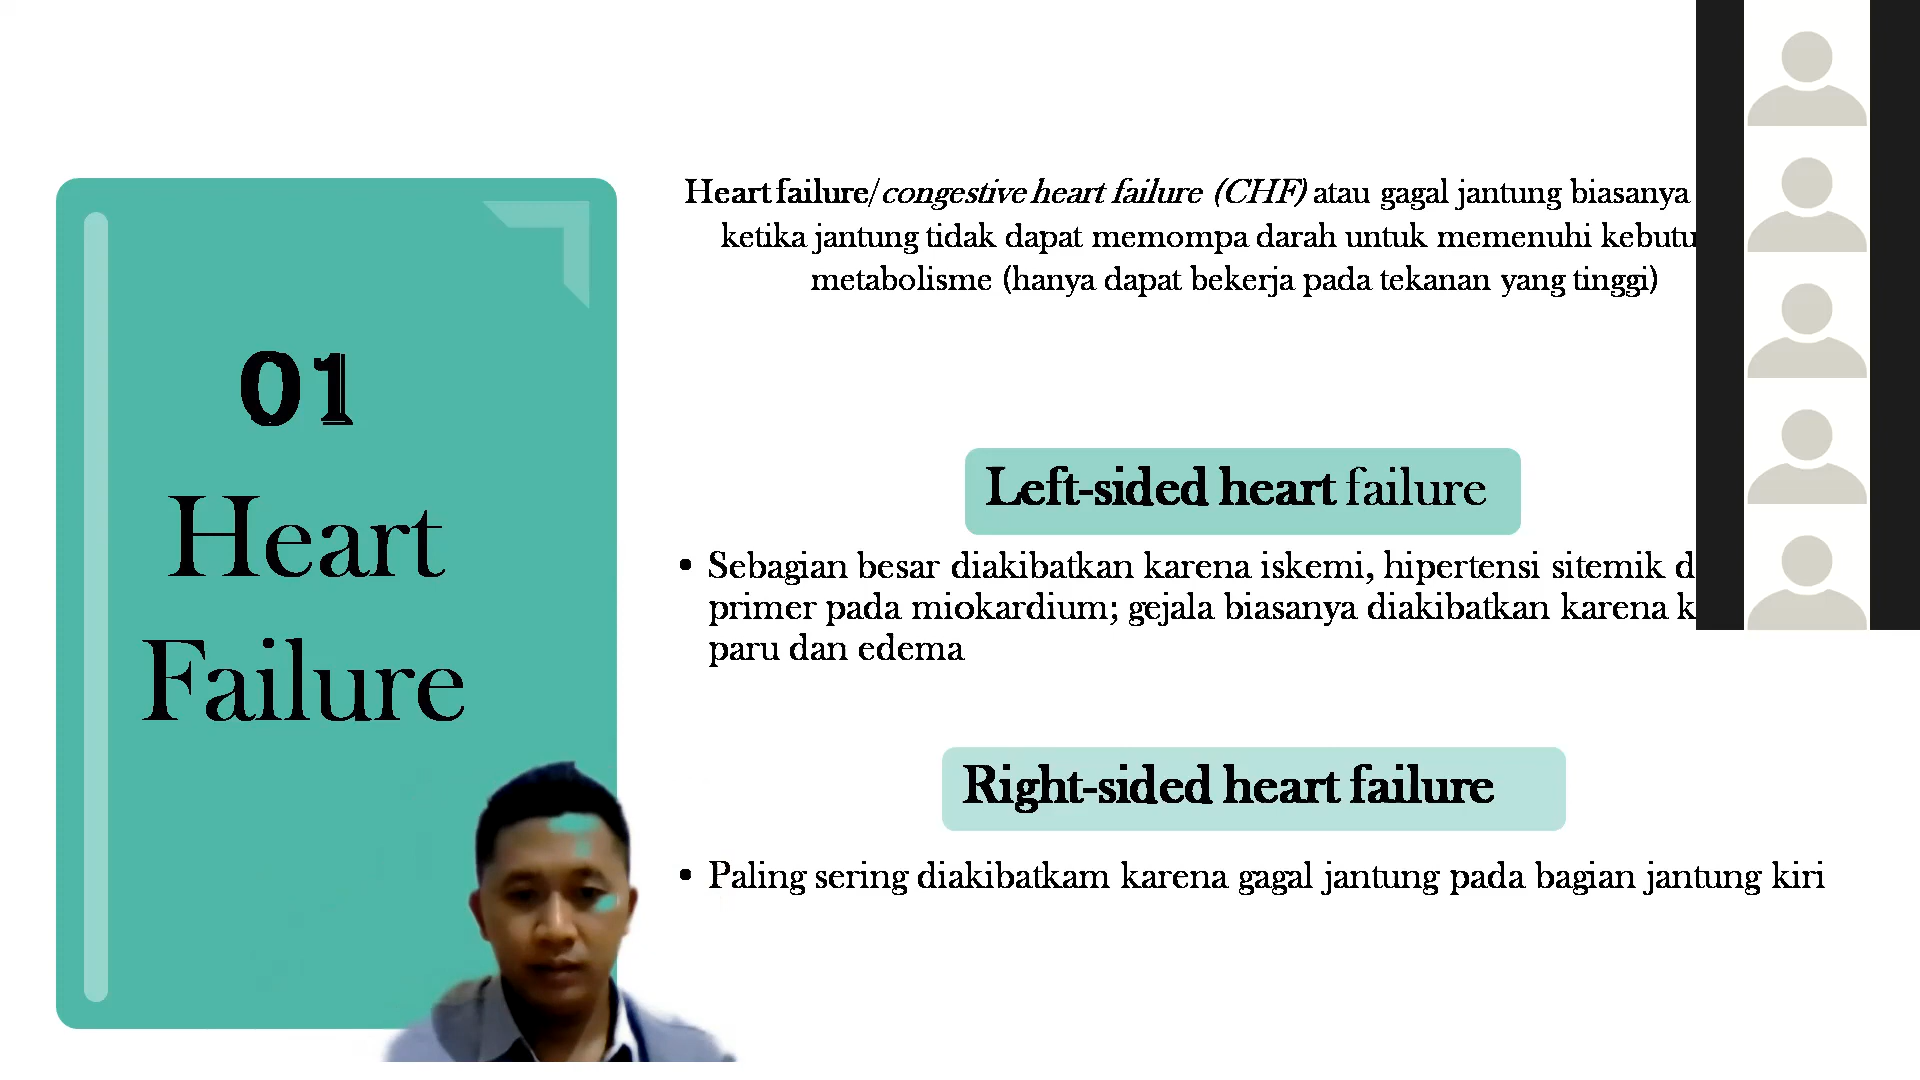 01
Heart
Failure
Heart failure/congestive heart failure (CHF) atau gagal jantung biasanya
ketika jantung tidak dapat memompa darah untuk memenuhi
metabolisme (hanya dapat bekerja pada tekanan yang tinggi)
Left-sided heart failure
• Sebagian besar diakibatkan karena iskemi, hipertensi sitemik
primer pada miokardium; gejala biasanya diakibatkan karena
paru dan edema
Right-sided heart failure
• Paling sering diakibatkam karena gagal jantung pada bagian jantung kiri